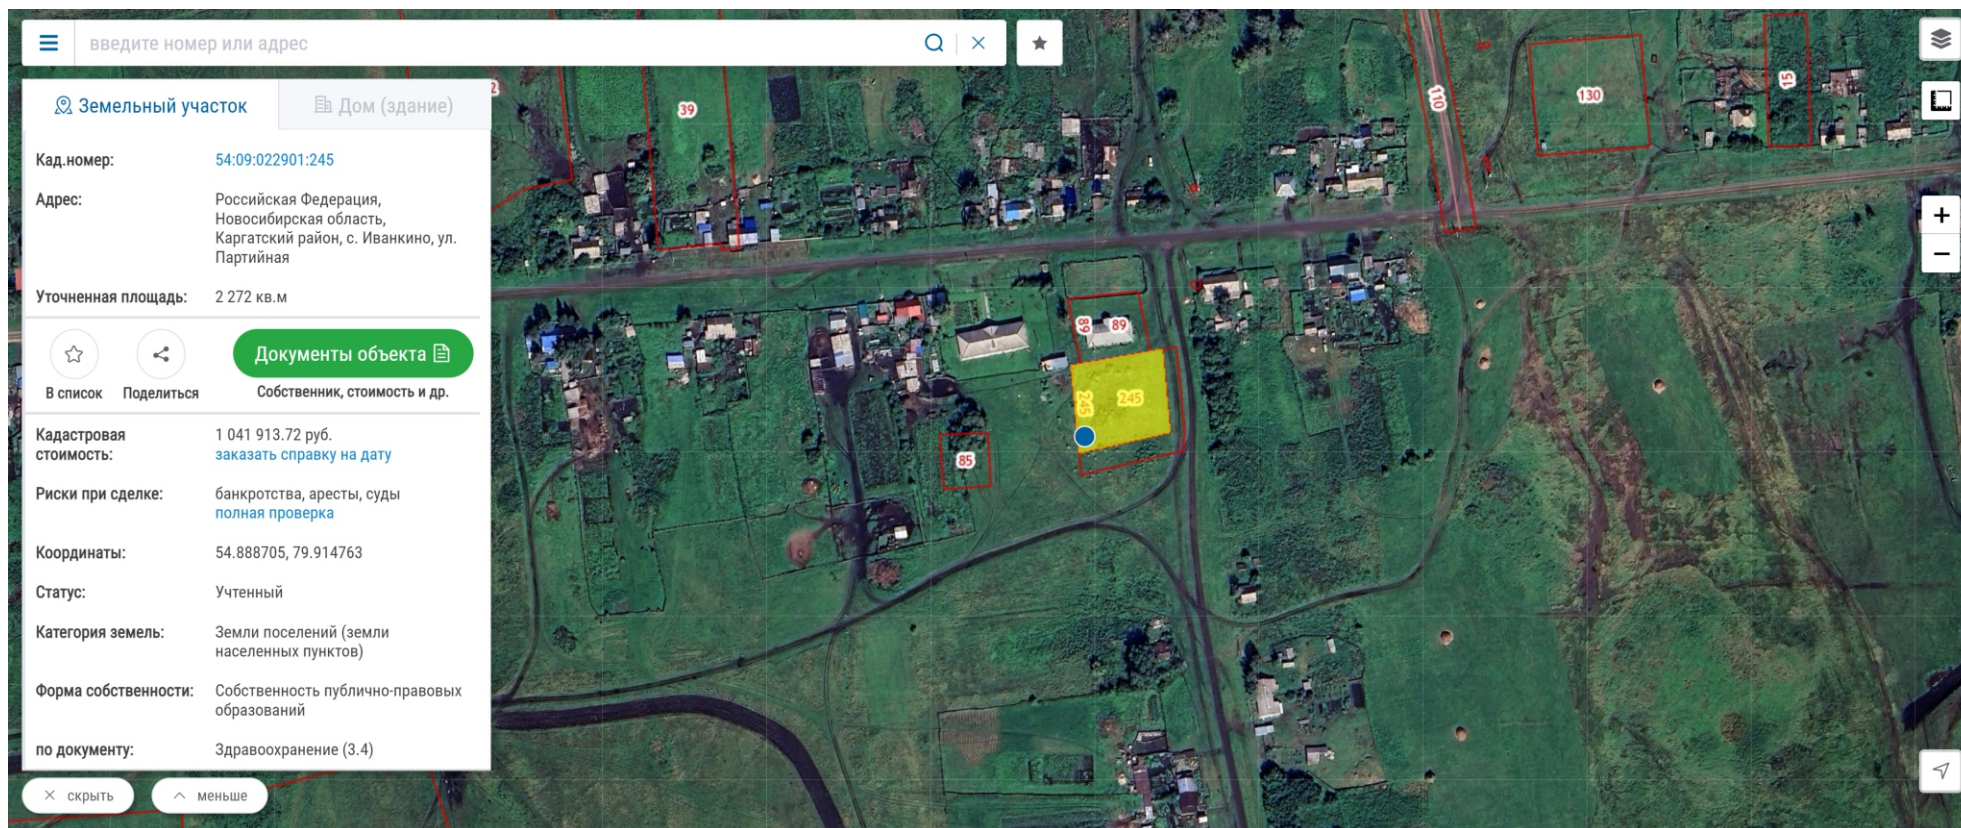 введите номер или адрес
Земельный участок
Дом (здание)
Кад.номер: 54:09:022901:245
Адрес: Российская Федерация,
Новосибирская область,
Каргатский район, с. Иванкино, ул.
Партийная
Уточненная площадь: 2 272 кв.м
В список
Поделиться
Документы объекта
Собственник, стоимость и др.
Кадастровая стоимость: 1 041 913.72 руб.
заказать справку на дату
Риски при сделке: банкротства, аресты, суды
полная проверка
Координаты: 54.888705, 79.914763
Статус: Учтенный
Категория земель: Земли поселений (земли
населенных пунктов)
Форма собственности: Собственность публично-правовых
образований
по документу: Здравоохранение (3.4)
скрыть
меньше
2
39
110
130
15
89
89
245
245
85